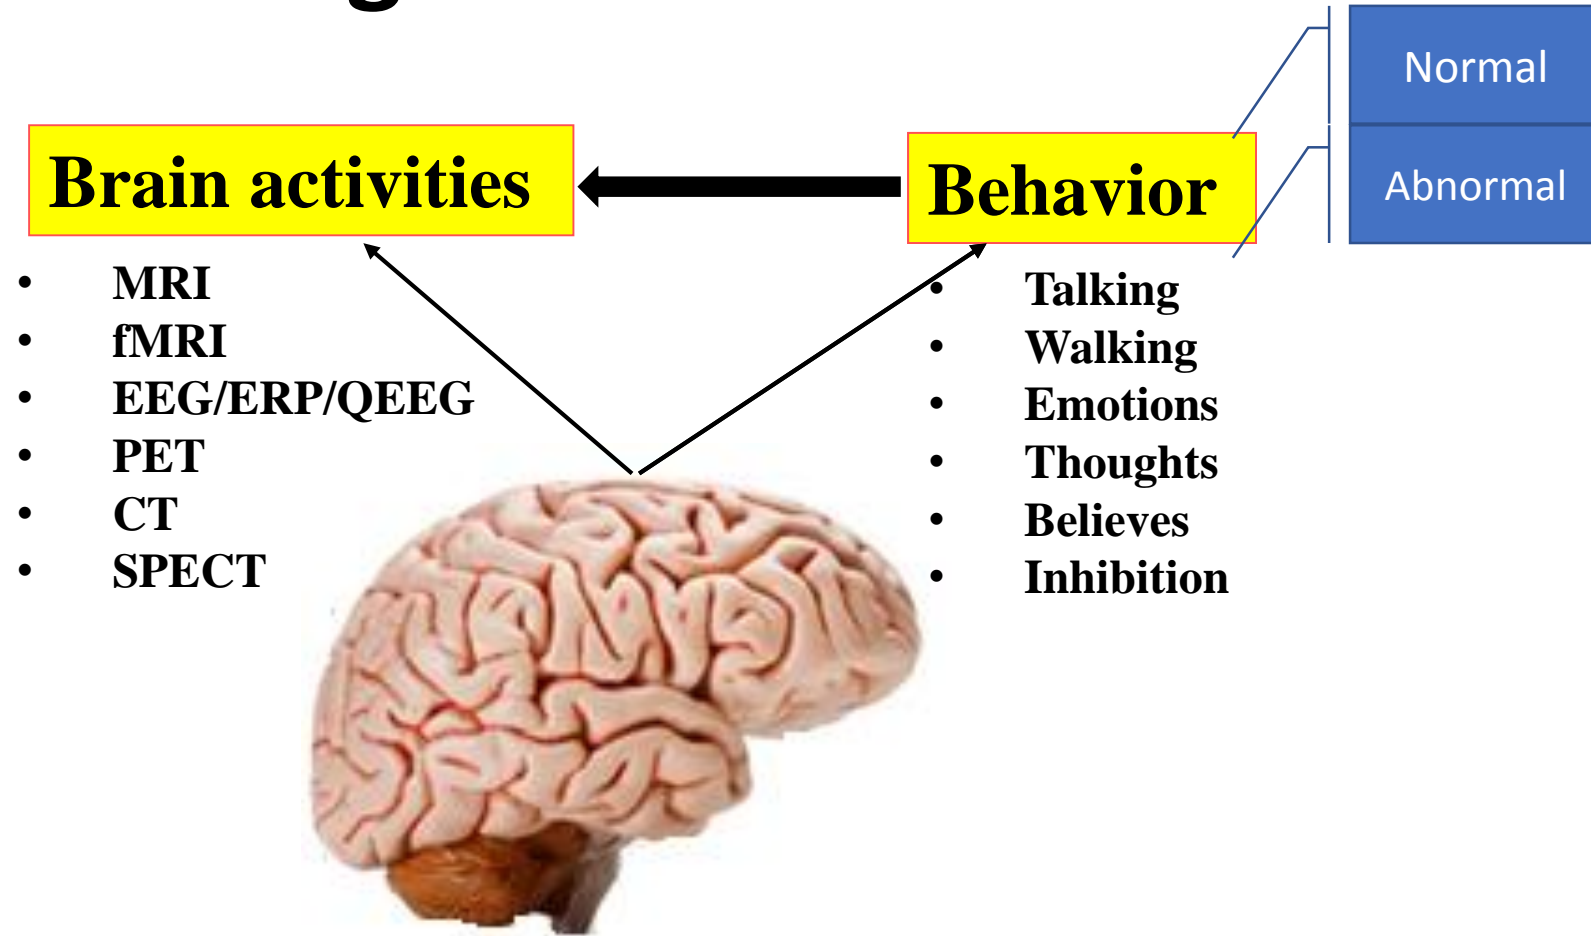 Normal
Abnormal
Brain activities
Behavior
• MRI
• fMRI
• EEG/ERP/QEEG
• PET
• CT
• SPECT
• Talking
• Walking
• Emotions
• Thoughts
• Believes
• Inhibition